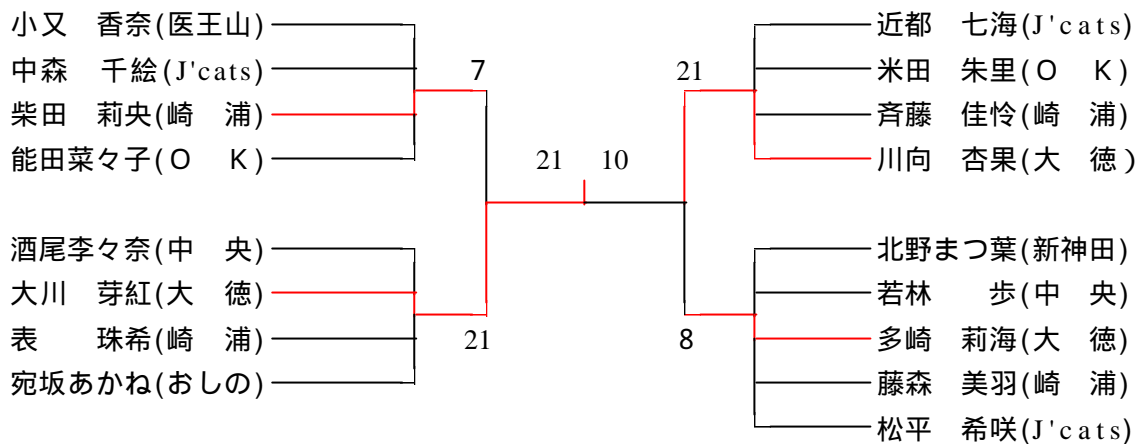 小又　香奈(医王山)
中森　千絵(J'cats)
柴田　莉央(崎　浦)
能田菜々子(Ｏ　Ｋ)
酒尾李々奈(中　央)
大川　芽紅(大　徳)
表　　珠希(崎　浦)
宛坂あかね(おしの)
7
21
21 10
21
8
近都　七海(J'cats)
米田　朱里(Ｏ　Ｋ)
斉藤　佳怜(崎　浦)
川向　杏果(大　徳）
北野まつ葉(新神田)
若林　　歩(中　央)
多崎　莉海(大　徳)
藤森　美羽(崎　浦)
松平　希咲(J'cats)